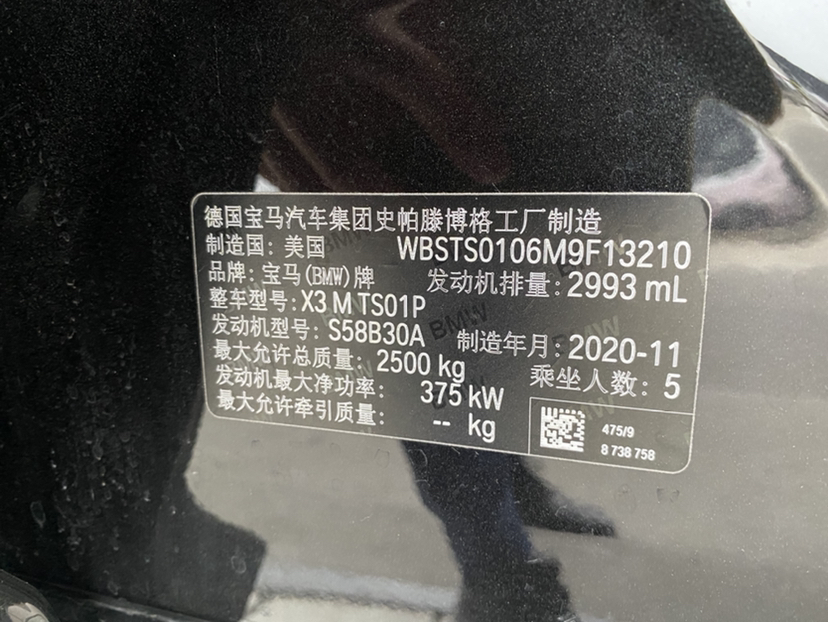 德国宝马汽车集团史帕滕博格工厂制造
制造国: 美国 WBSTS0106M9F13210
品牌: 宝马(BMW)牌 发动机排量: 2993 mL
整车型号: X3 M TS01P
发动机型号: S58B30A 制造年月: 2020-11
最大允许总质量: 2500 kg 乘坐人数: 5
发动机最大净功率: 375 kW
最大允许牵引质量: -- kg
475/9
8 738 758